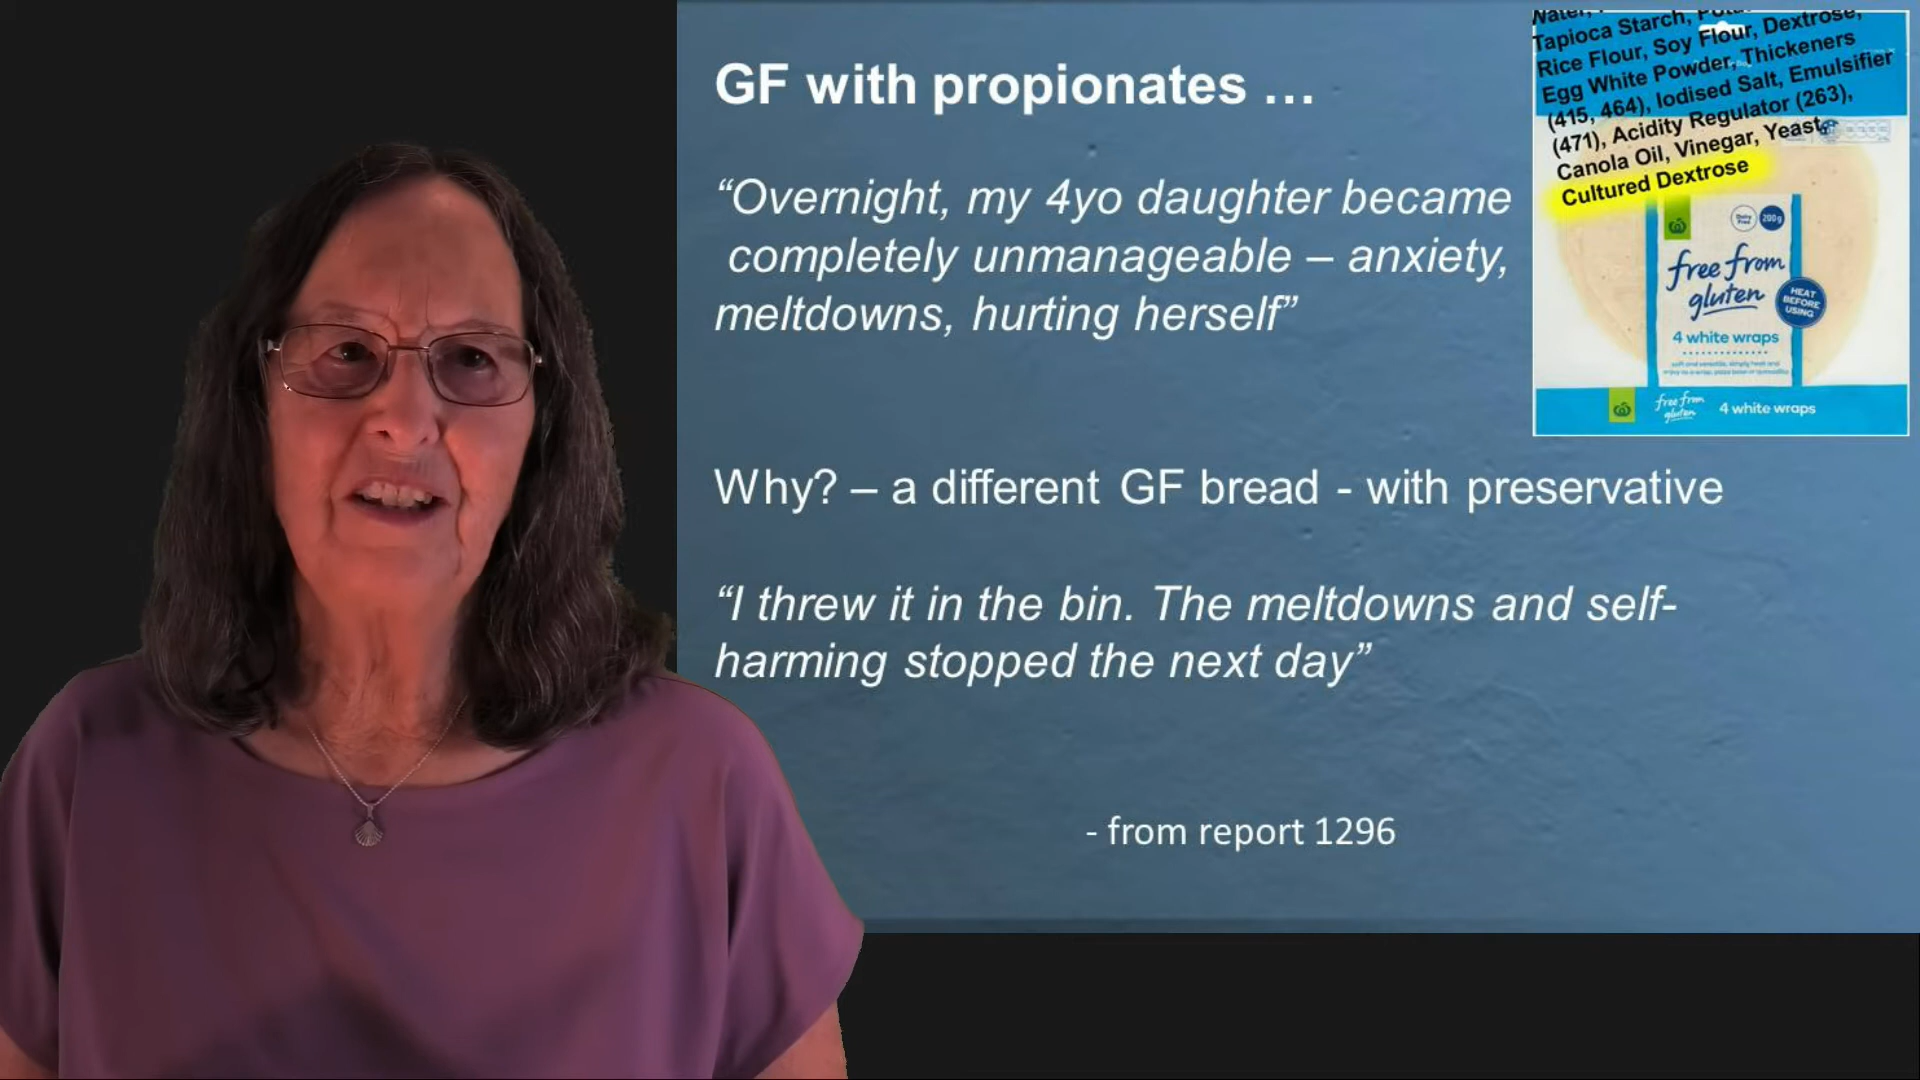 GF with propionates …
“Overnight, my 4yo daughter became
completely unmanageable – anxiety,
meltdowns, hurting herself”
Why? – a different GF bread - with preservative
“I threw it in the bin. The meltdowns and self-
harming stopped the next day”
- from report 1296
Water,
Tapioca Starch,
Rice Flour, Soy Flour, Dextrose,
Egg White Powder, Thickeners
(415, 464), Iodised Salt, Emulsifier
(471), Acidity Regulator (263),
Canola Oil, Vinegar, Yeast,
Cultured Dextrose
Dairy
Free
200g
free from
gluten
HEAT
BEFORE
USING
4 white wraps
free from
gluten
4 white wraps